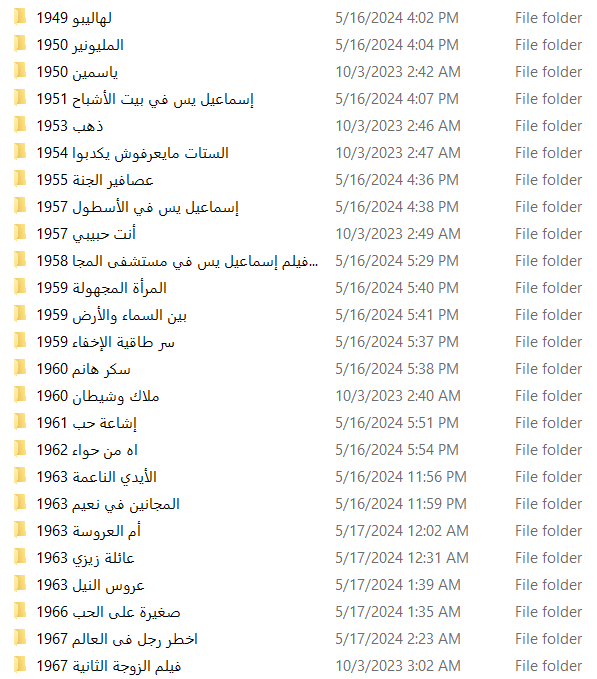 1949 لهاليبو 5/16/2024 4:02 PM File folder
1950 المليونير 5/16/2024 4:04 PM File folder
1950 ياسمين 10/3/2023 2:42 AM File folder
1951 إسماعيل يس في بيت الأشباح 5/16/2024 4:07 PM File folder
1953 ذهب 10/3/2023 2:46 AM File folder
1954 الستات مايعرفوش يكدبوا 10/3/2023 2:47 AM File folder
1955 عصافير الجنة 5/16/2024 4:36 PM File folder
1957 إسماعيل يس في الأسطول 5/16/2024 4:38 PM File folder
1957 أنت حبيبي 10/3/2023 2:49 AM File folder
1958 فيلم إسماعيل يس في مستشفى المجا... 5/16/2024 5:29 PM File folder
1959 المرأة المجهولة 5/16/2024 5:40 PM File folder
1959 بين السماء والأرض 5/16/2024 5:41 PM File folder
1959 سر طاقية الإخفاء 5/16/2024 5:37 PM File folder
1960 سكر هانم 5/16/2024 5:38 PM File folder
1960 ملاك وشيطان 10/3/2023 2:40 AM File folder
1961 إشاعة حب 5/16/2024 5:51 PM File folder
1962 اه من حواء 5/16/2024 5:54 PM File folder
1963 الأيدي الناعمة 5/16/2024 11:56 PM File folder
1963 المجانين في نعيم 5/16/2024 11:59 PM File folder
1963 أم العروسة 5/17/2024 12:02 AM File folder
1963 عائلة زيزي 5/17/2024 12:31 AM File folder
1963 عروس النيل 5/17/2024 1:39 AM File folder
1966 صغيرة على الحب 5/17/2024 1:35 AM File folder
1967 اخطر رجل فى العالم 5/17/2024 2:23 AM File folder
1967 فيلم الزوجة الثانية 10/3/2023 3:02 AM File folder